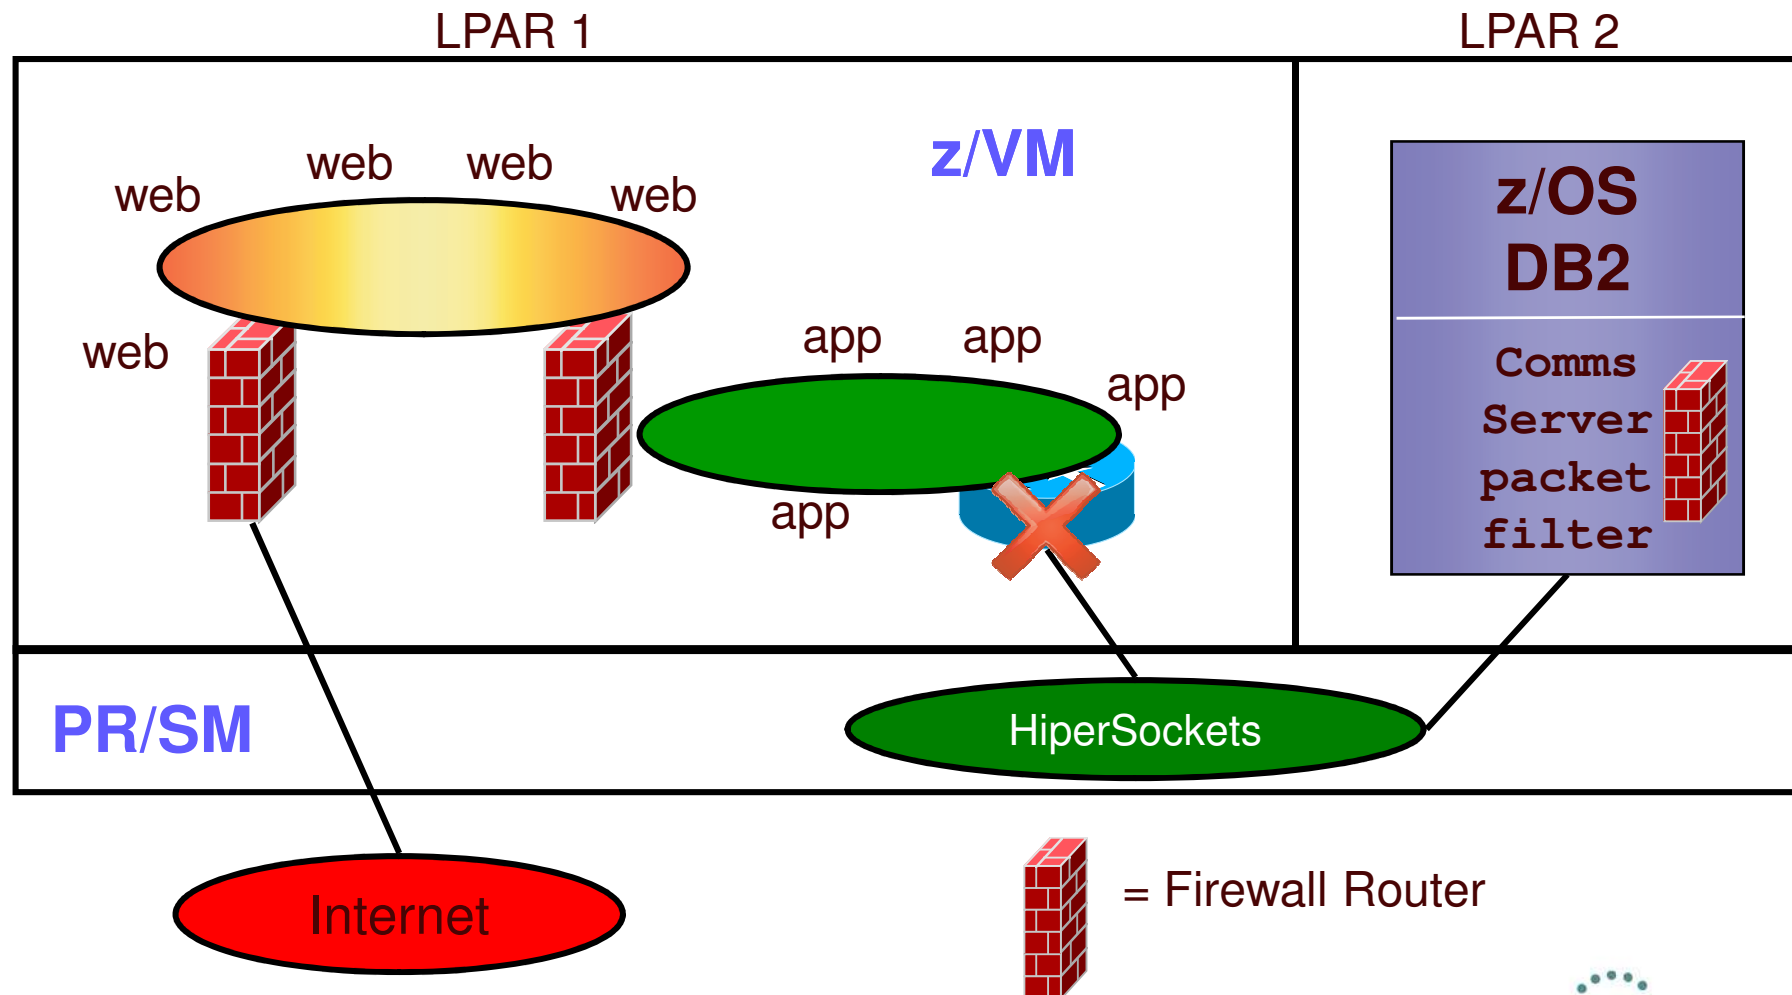 LPAR 1
LPAR 2
web
web
web
web
z/VM
web
app
app
app
app
z/OS
DB2
Comms
Server
packet
filter
PR/SM
HiperSockets
Internet
= Firewall Router